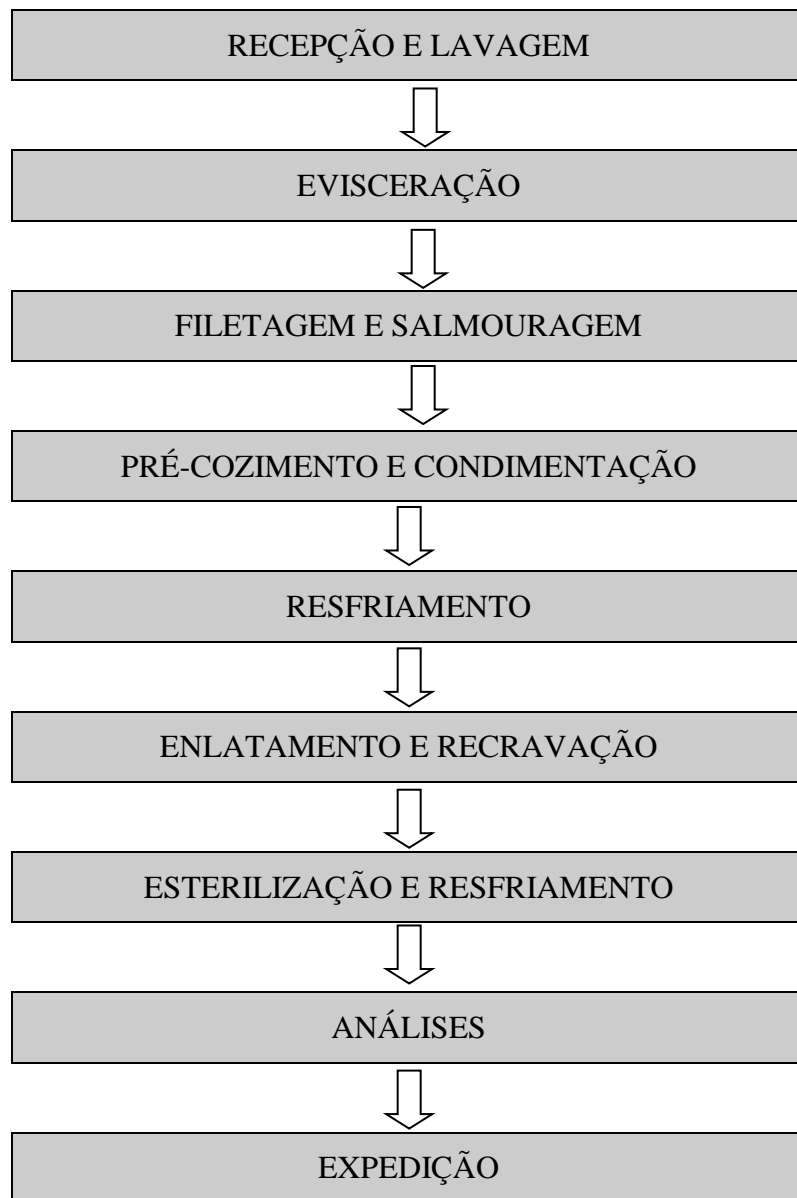 RECEPÇÃO E LAVAGEM
EVISCERAÇÃO
FILETAGEM E SALMOURAGEM
PRÉ-COZIMENTO E CONDIMENTAÇÃO
RESFRIAMENTO
ENLATAMENTO E RECRAVAÇÃO
ESTERILIZAÇÃO E RESFRIAMENTO
ANÁLISES
EXPEDIÇÃO